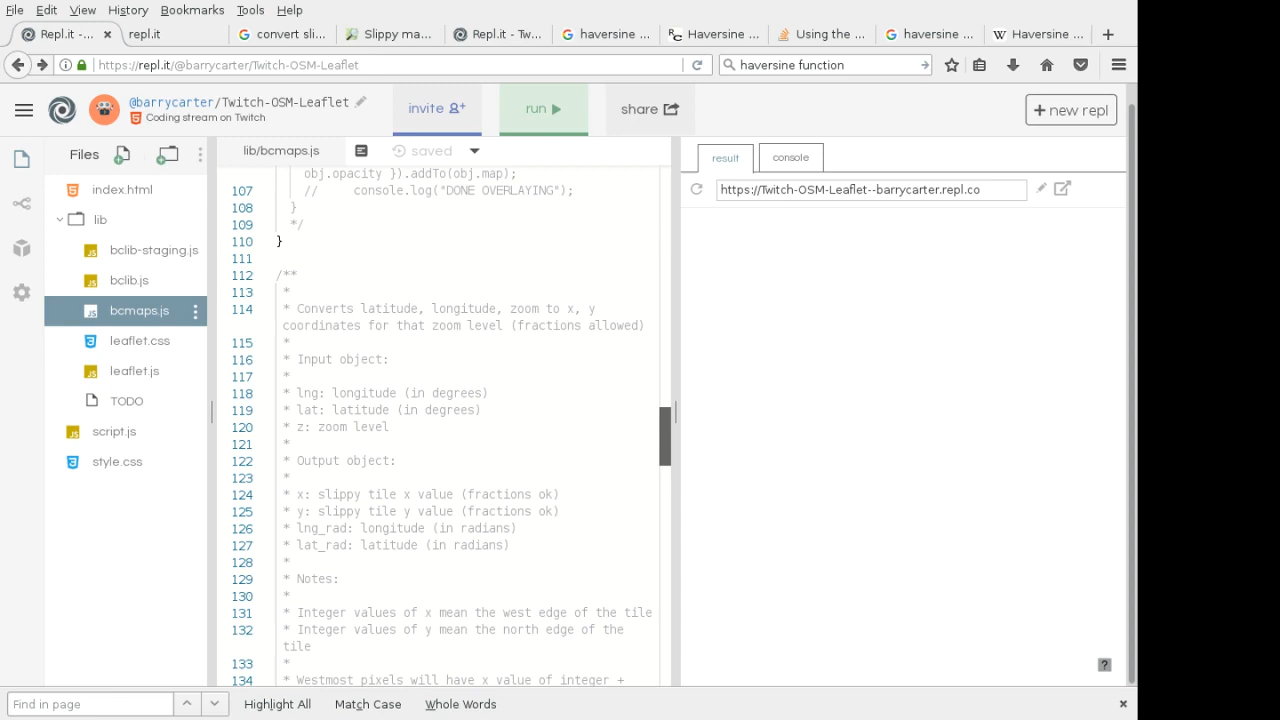 File Edit View History Bookmarks Tools Help
Repl.it -... × repl.it convert sli... Slippy ma... Repl.it - Tw... haversine ... Haversine ... Using the ... haversine ... Haversine ... +
https://repl.it/@barrycarter/Twitch-OSM-Leaflet haversine function
@barrycarter/Twitch-OSM-Leaflet
Coding stream on Twitch
invite run share + new repl
Files
index.html
lib
bclib-staging.js
bclib.js
bcmaps.js
leaflet.css
leaflet.js
TODO
script.js
style.css
lib/bcmaps.js saved
obj.opacity }).addTo(obj.map);
107 //     console.log("DONE OVERLAYING");
108 }
109 */
110 }
111
112 /**
113 *
114 * Converts latitude, longitude, zoom to x, y
coordinates for that zoom level (fractions allowed)
115 *
116 * Input object:
117 *
118 * lng: longitude (in degrees)
119 * lat: latitude (in degrees)
120 * z: zoom level
121 *
122 * Output object:
123 *
124 * x: slippy tile x value (fractions ok)
125 * y: slippy tile y value (fractions ok)
126 * lng_rad: longitude (in radians)
127 * lat_rad: latitude (in radians)
128 *
129 * Notes:
130 *
131 * Integer values of x mean the west edge of the tile
132 * Integer values of y mean the north edge of the
tile
133 *
134 * Westmost pixels will have x value of integer +
result console
https://Twitch-OSM-Leaflet--barrycarter.repl.co
?
Find in page Highlight All Match Case Whole Words ×